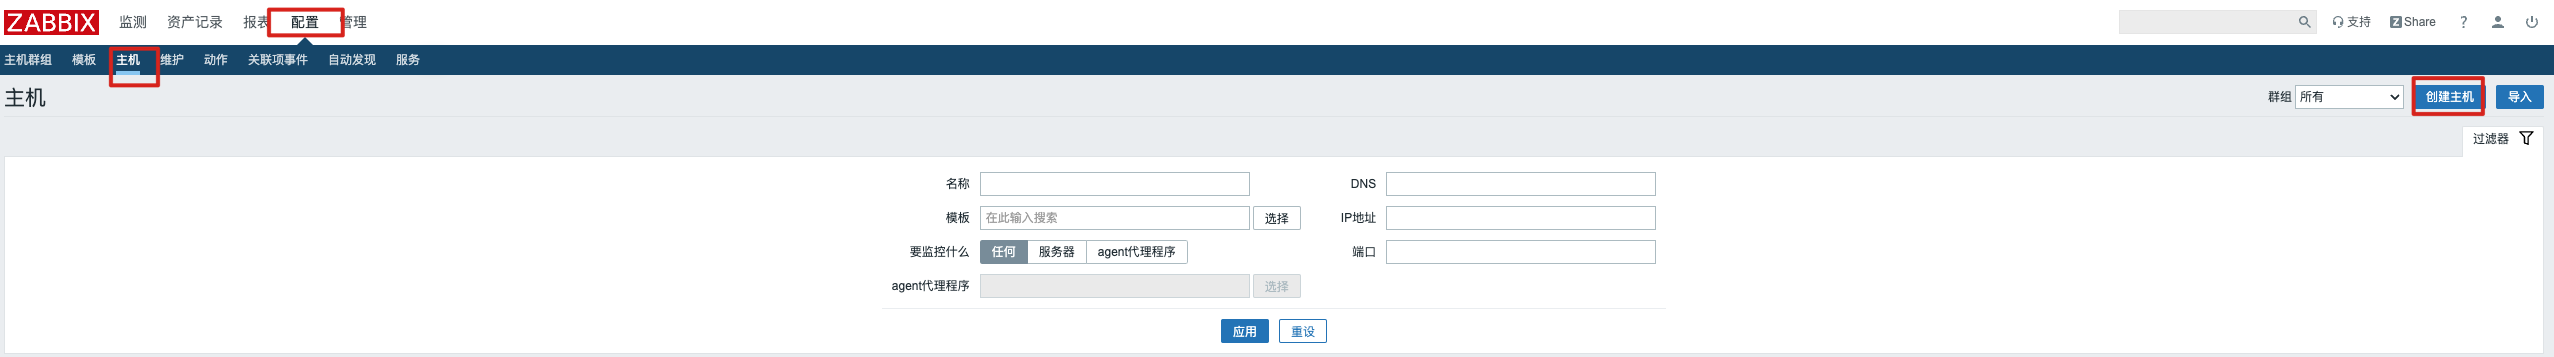 ZABBIX 监测 资产记录 报表 配置 管理 支持 Z Share ?
主机群组 模板 主机 维护 动作 关联项事件 自动发现 服务
主机 群组 所有 创建主机 导入
过滤器
名称 DNS
模板 在此输入搜索 选择 IP地址
要监控什么 任何 服务器 agent代理程序 端口
agent代理程序 选择
应用 重设